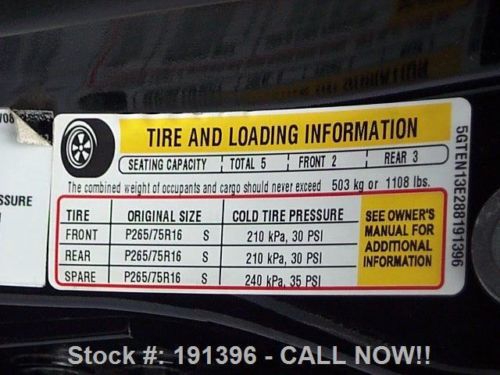 /08
TIRE AND LOADING INFORMATION
SEATING CAPACITY TOTAL 5 FRONT 2 REAR 3
The combined weight of occupants and cargo should never exceed 503 kg or 1108 lbs.
SSURE
TIRE ORIGINAL SIZE COLD TIRE PRESSURE
FRONT P265/75R16 S 210 kPa, 30 PSI
REAR P265/75R16 S 210 kPa, 30 PSI
SPARE P265/75R16 S 240 kPa, 35 PSI
SEE OWNER'S
MANUAL FOR
ADDITIONAL
INFORMATION
5GTEN13E288191396
Stock #: 191396 - CALL NOW!!